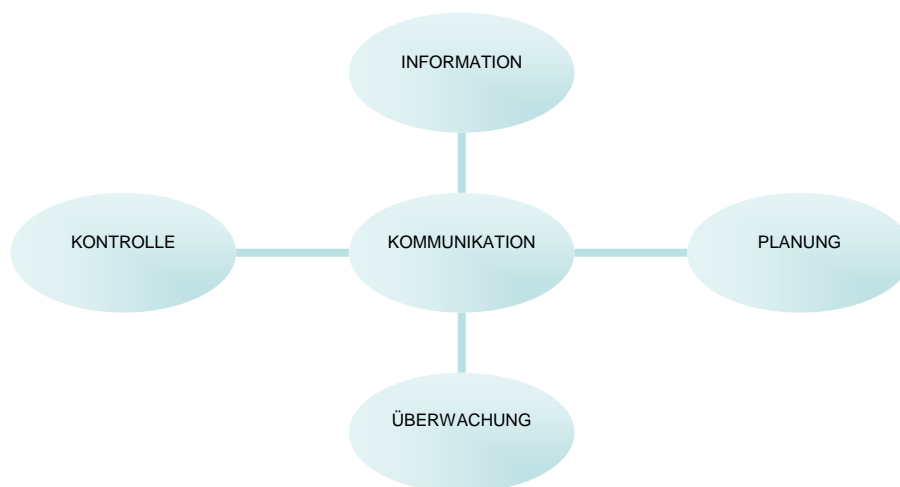 INFORMATION
KONTROLLE
KOMMUNIKATION
PLANUNG
ÜBERWACHUNG